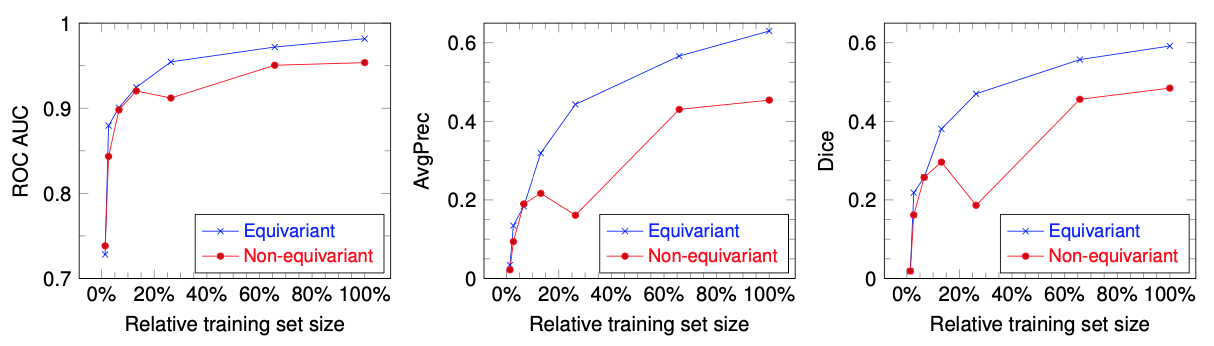 ROC AUC
1
0.9
0.8
0.7
0% 20% 40% 60% 80% 100%
Relative training set size
Equivariant
Non-equivariant
AvgPrec
0.6
0.4
0.2
0
0% 20% 40% 60% 80% 100%
Relative training set size
Equivariant
Non-equivariant
Dice
0.6
0.4
0.2
0
0% 20% 40% 60% 80% 100%
Relative training set size
Equivariant
Non-equivariant